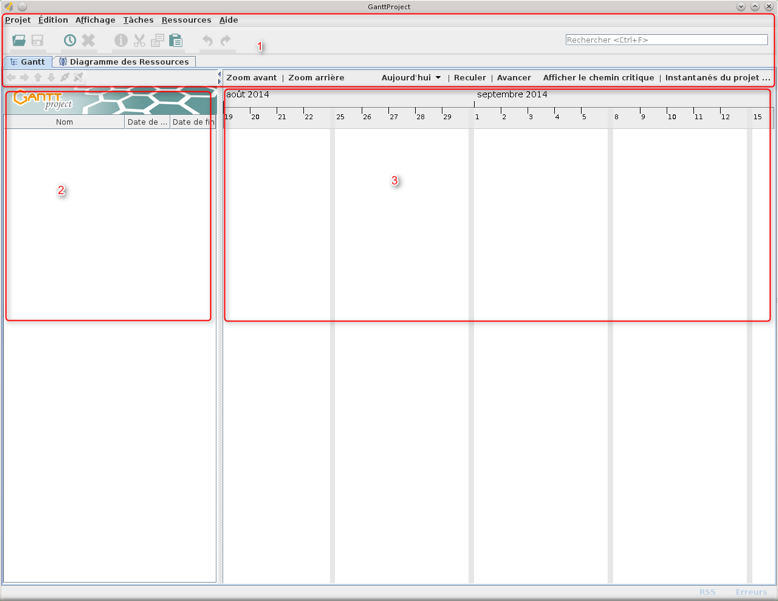 GanttProject
Projet Édition Affichage Tâches Ressources Aide
1
Rechercher <Ctrl+F>
Gantt Diagramme des Ressources
Zoom avant | Zoom arrière Aujourd'hui | Reculer | Avancer Afficher le chemin critique | Instantanés du projet ...
GANTT project
août 2014 septembre 2014
Nom Date de ... Date de fin
19 20 21 22 25 26 27 28 29 1 2 3 4 5 8 9 10 11 12 15
2
3
RSS Erreurs